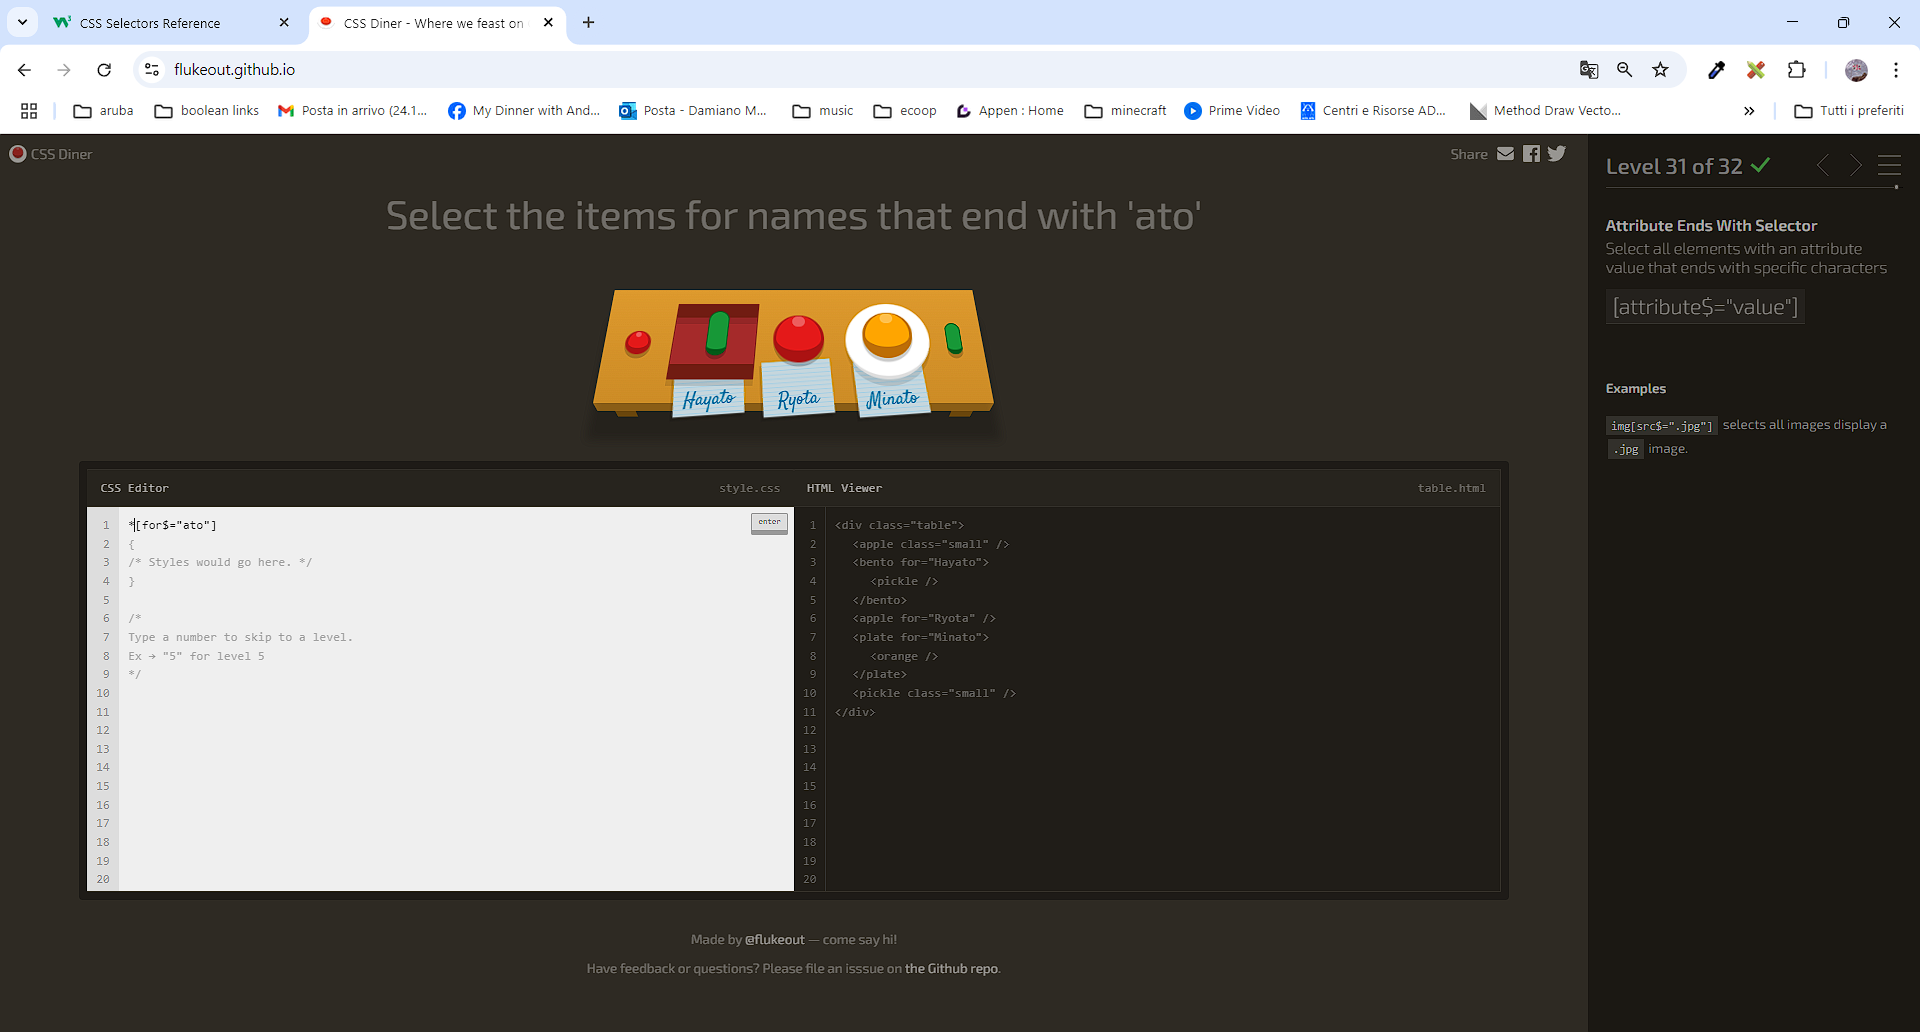 CSS Selectors Reference
CSS Diner - Where we feast on
flukeout.github.io
aruba
boolean links
Posta in arrivo (24.1...
My Dinner with And...
Posta - Damiano M...
music
ecoop
Appen : Home
minecraft
Prime Video
Centri e Risorse AD...
Method Draw Vecto...
»
Tutti i preferiti
CSS Diner
Share
Select the items for names that end with 'ato'
Hayato
Ryota
Minato
CSS Editor
style.css
1 *[for$="ato"]
enter
2 {
3 /* Styles would go here. */
4 }
5
6 /*
7 Type a number to skip to a level.
8 Ex → "5" for level 5
9 */
10
11
12
13
14
15
16
17
18
19
20
HTML Viewer
table.html
1 <div class="table">
2 <apple class="small" />
3 <bento for="Hayato">
4 <pickle />
5 </bento>
6 <apple for="Ryota" />
7 <plate for="Minato">
8 <orange />
9 </plate>
10 <pickle class="small" />
11 </div>
12
13
14
15
16
17
18
19
20
Made by @flukeout — come say hi!
Have feedback or questions? Please file an isssue on the Github repo.
Level 31 of 32
Attribute Ends With Selector
Select all elements with an attribute
value that ends with specific characters
[attribute$="value"]
Examples
img[src$=".jpg"] selects all images display a
.jpg image.